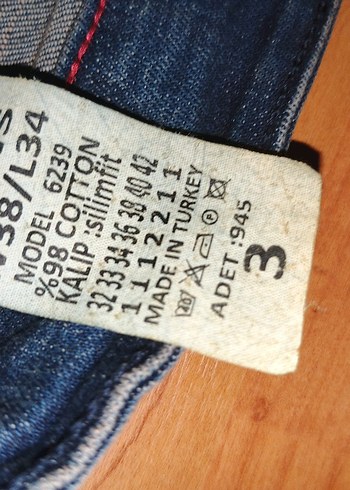 38/L34
MODEL 6239
%98 COTTON
KALIP :silimfit
32 33 34 36 38 40 42
1 1 1 2 2 1 1
MADE IN TURKEY
ADET :945
3